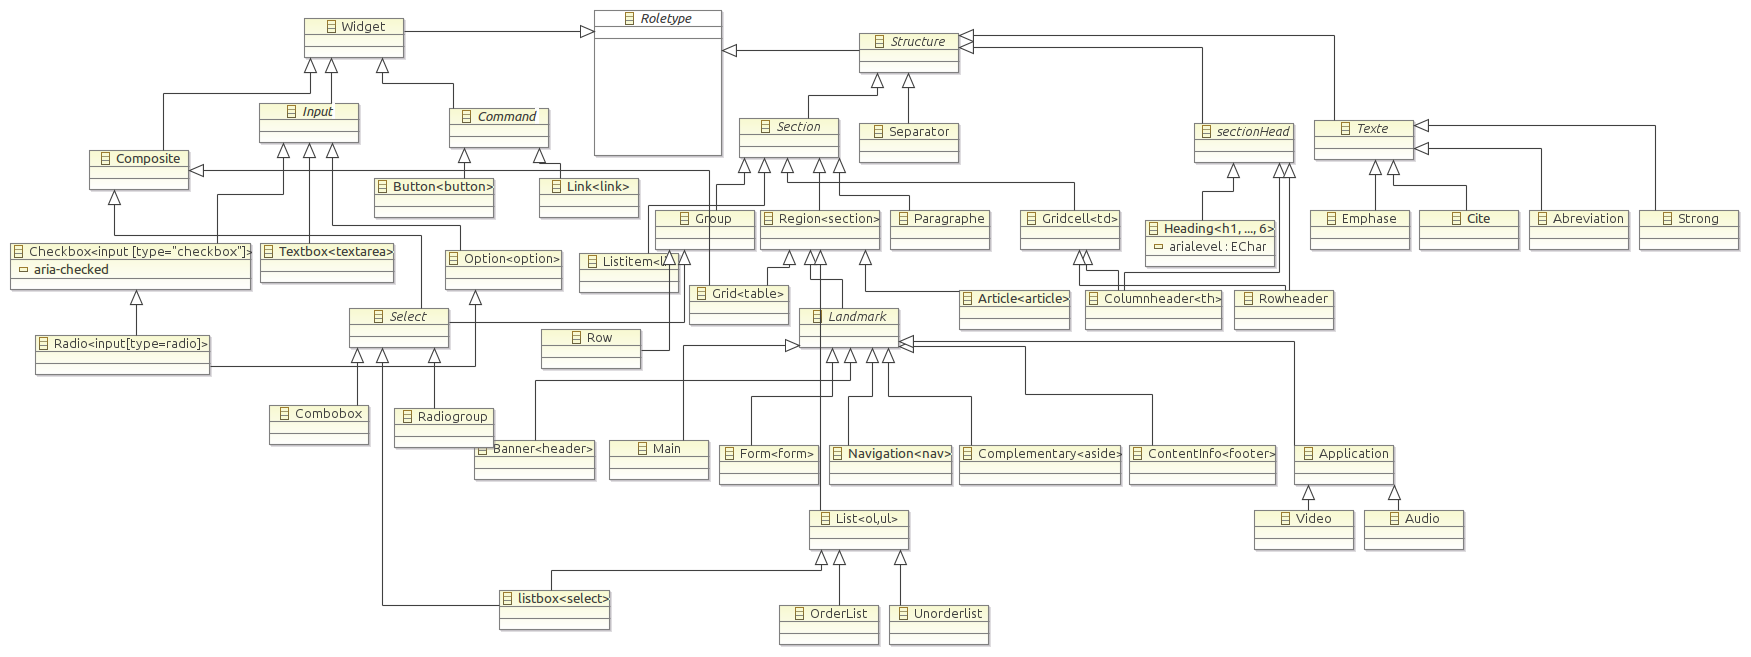 Roletype
Widget
Structure
Input
Command
Section
Separator
sectionHead
Texte
Composite
Button<button>
Link<link>
Group
Region<section>
Paragraphe
Gridcell<td>
Heading<h1, ..., 6>
arialevel : EChar
Emphase
Cite
Abreviation
Strong
Checkbox<input [type="checkbox"]>
aria-checked
Textbox<textarea>
Option<option>
Listitem<l
Grid<table>
Article<article>
Columnheader<th>
Rowheader
Select
Landmark
Radio<input[type=radio]>
Row
Combobox
Radiogroup
Banner<header>
Main
Form<form>
Navigation<nav>
Complementary<aside>
ContentInfo<footer>
Application
List<ol,ul>
Video
Audio
listbox<select>
OrderList
Unorderlist